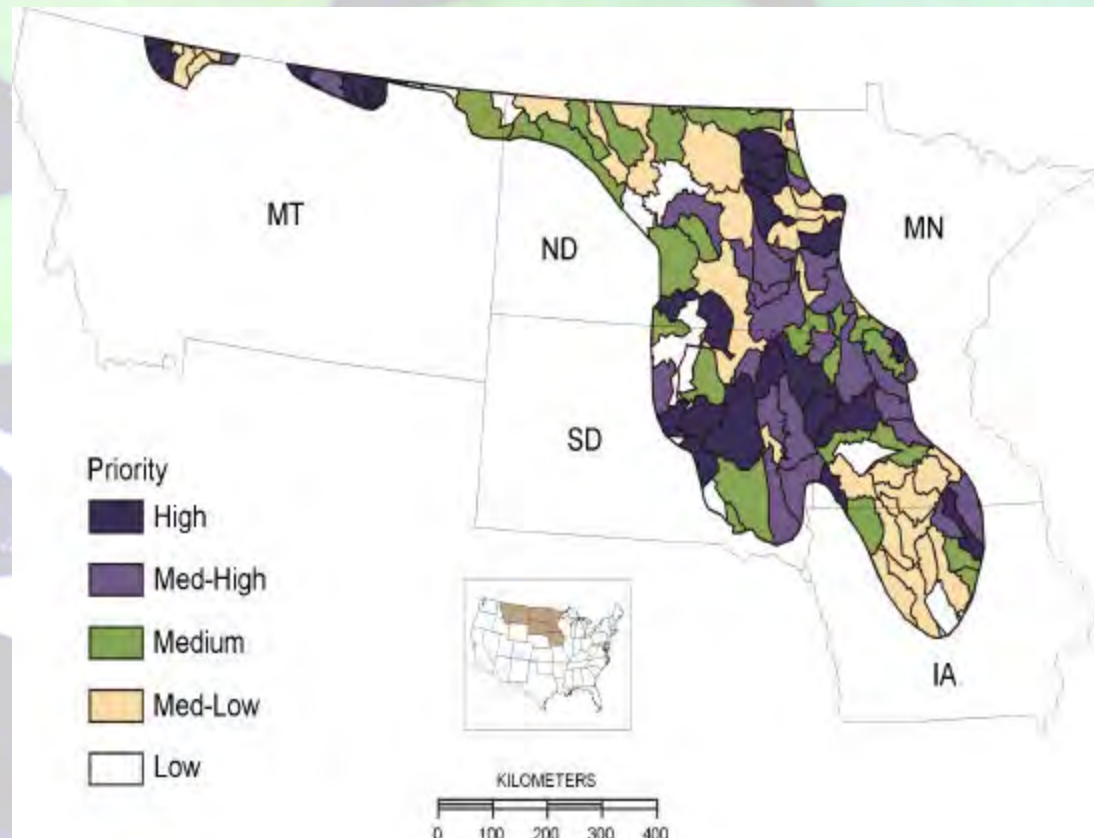 MT
ND
MN
SD
IA
Priority
High
Med-High
Medium
Med-Low
Low
KILOMETERS
0 100 200 300 400